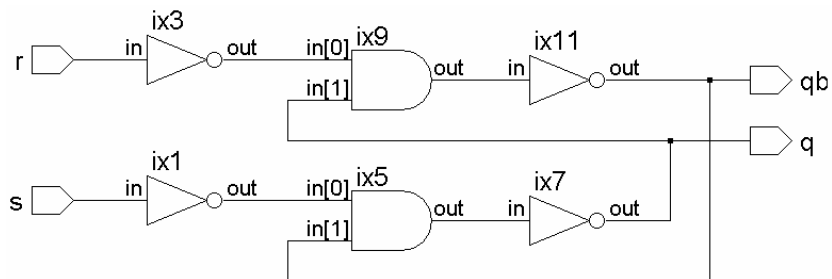 ix3 ix9 ix11
r in out in[0] out in out qb
in[1] q
ix1 ix5 ix7
s in out in[0] out in out
in[1]